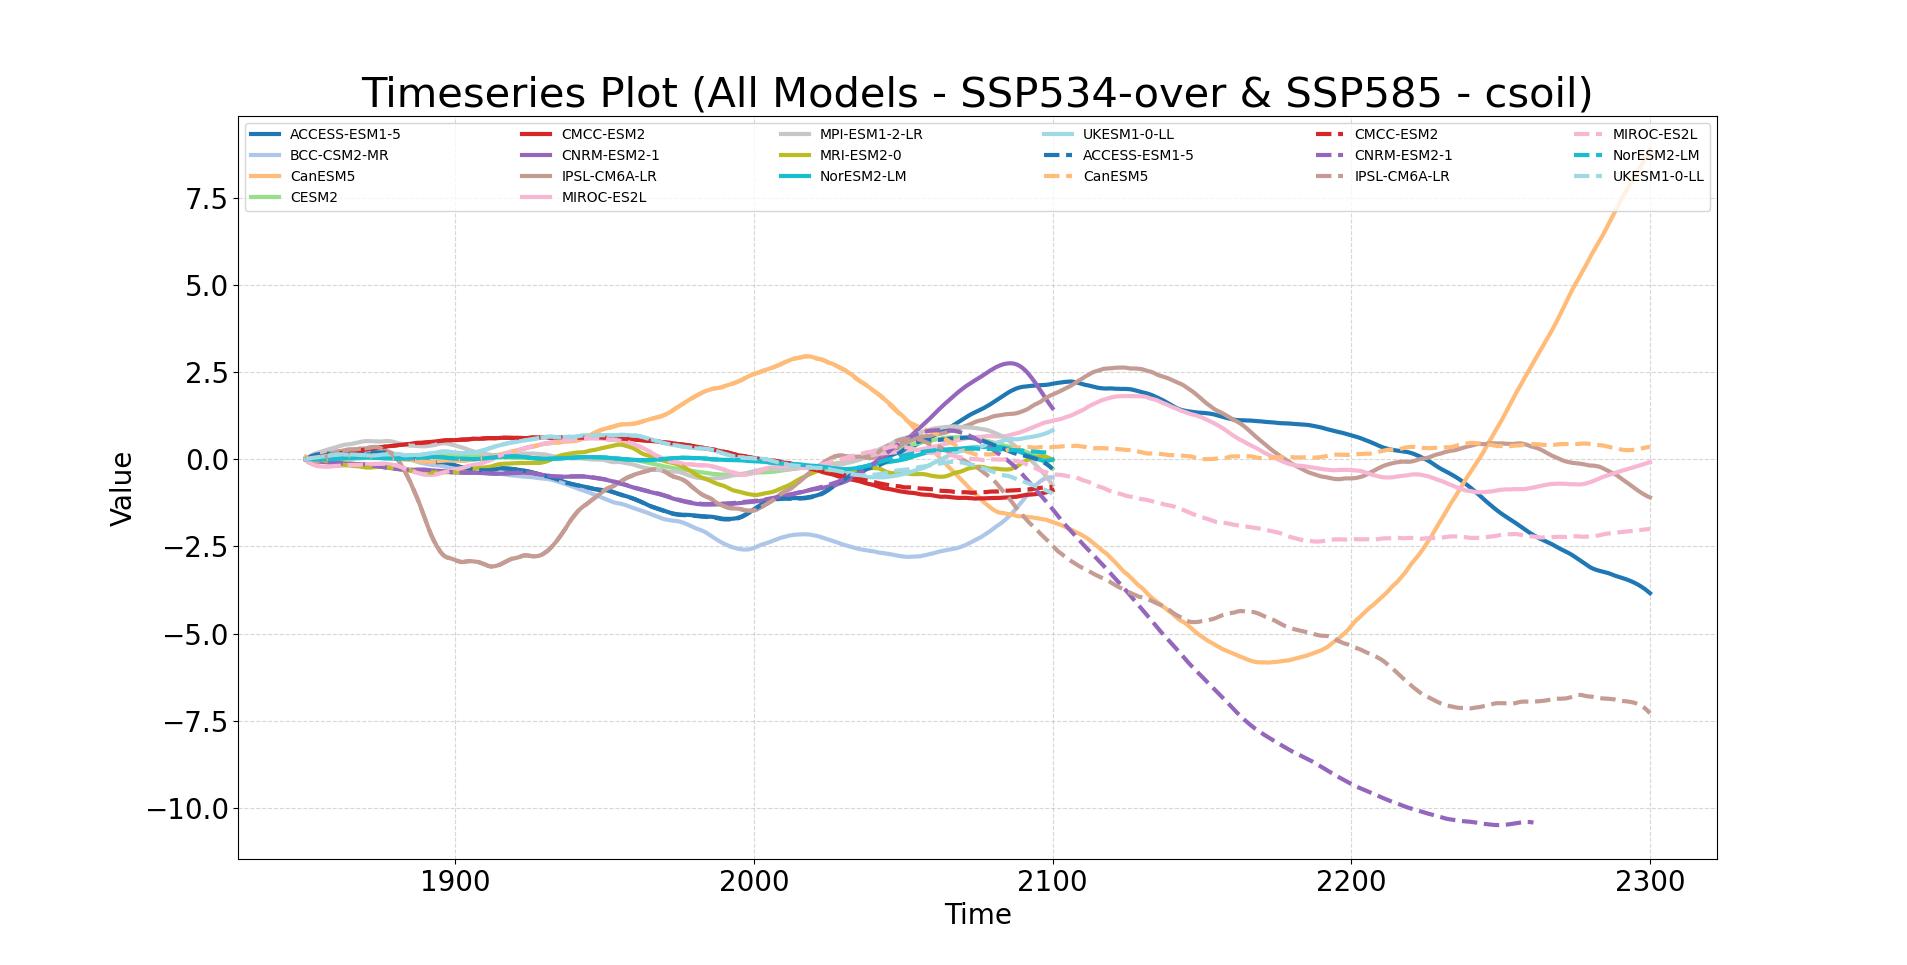 Timeseries Plot (All Models - SSP534-over & SSP585 - csoil)
ACCESS-ESM1-5
BCC-CSM2-MR
CanESM5
CESM2
CMCC-ESM2
CNRM-ESM2-1
IPSL-CM6A-LR
MIROC-ES2L
MPI-ESM1-2-LR
MRI-ESM2-0
NorESM2-LM
UKESM1-0-LL
ACCESS-ESM1-5
CanESM5
CMCC-ESM2
CNRM-ESM2-1
IPSL-CM6A-LR
MIROC-ES2L
NorESM2-LM
UKESM1-0-LL
Value
7.5
5.0
2.5
0.0
−2.5
−5.0
−7.5
−10.0
1900
2000
2100
2200
2300
Time